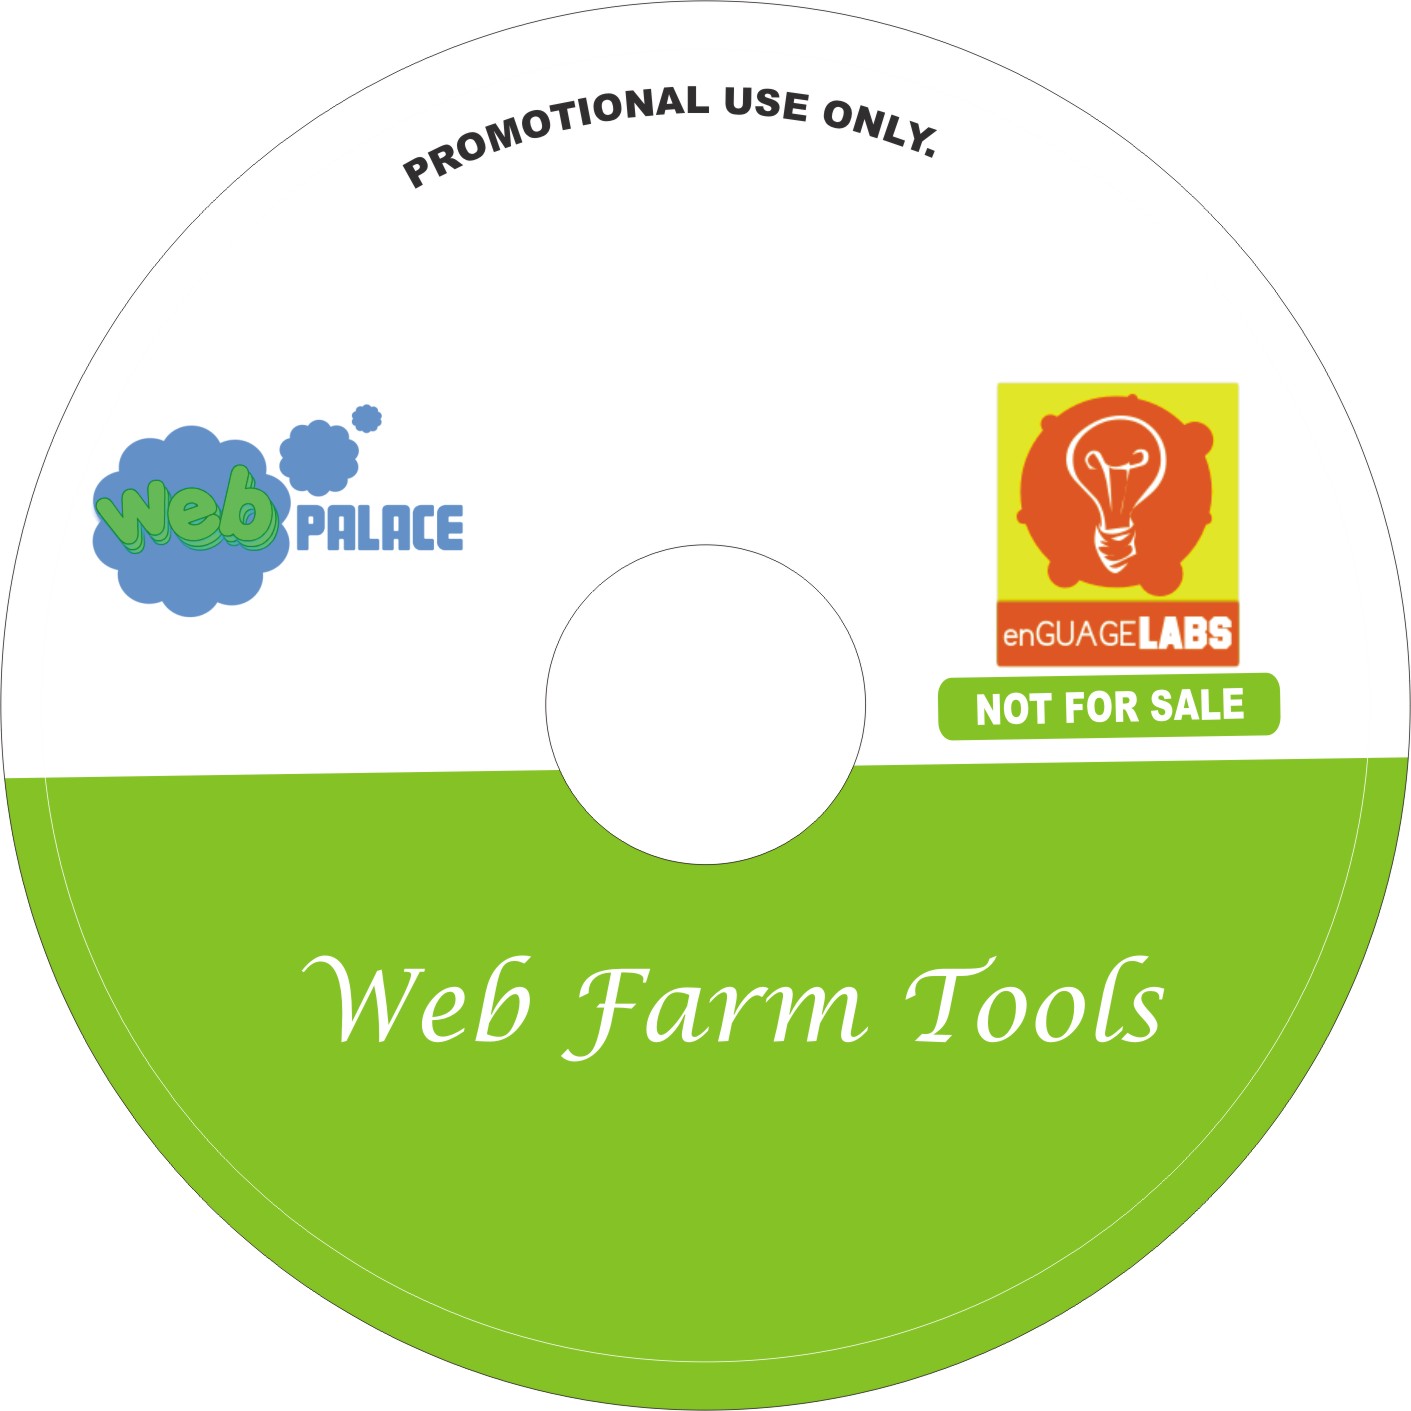 PROMOTIONAL USE ONLY.
web PALACE
enGUAGELABS
NOT FOR SALE
Web Farm Tools